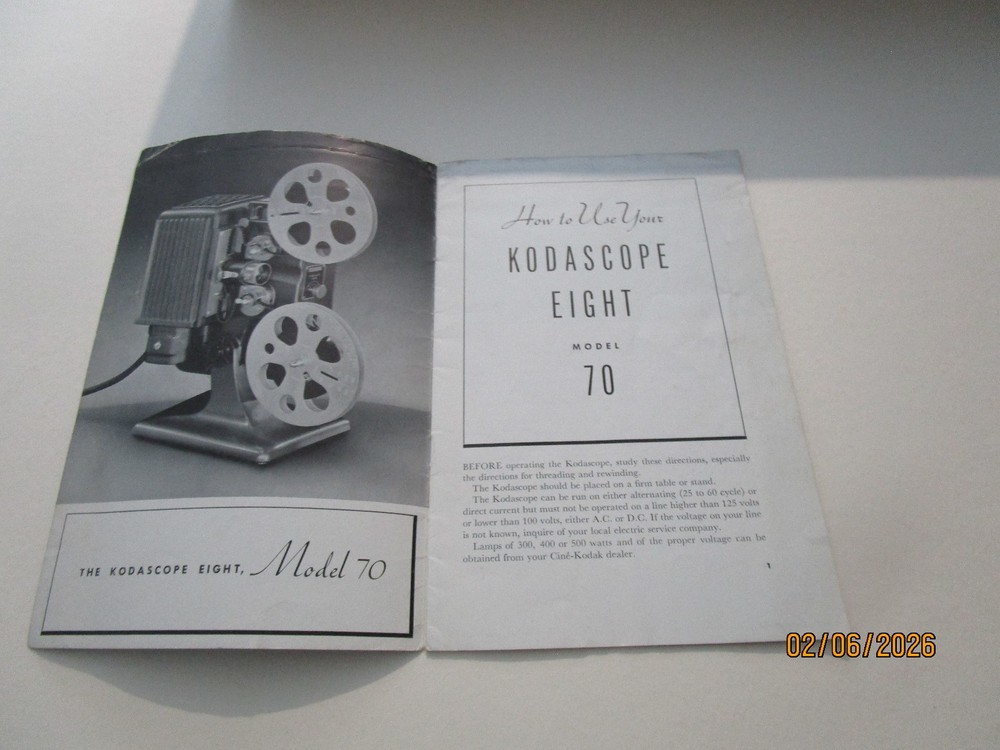 THE KODASCOPE EIGHT, Model 70
How to Use Your
KODASCOPE
EIGHT
MODEL
70
BEFORE operating the Kodascope, study these directions, especially
the directions for threading and rewinding.
The Kodascope should be placed on a firm table or stand.
The Kodascope can be run on either alternating (25 to 60 cycle) or
direct current but must not be operated on a line higher than 125 volts
or lower than 100 volts, either A.C. or D.C. If the voltage on your line
is not known, inquire of your local electric service company.
Lamps of 300, 400 or 500 watts and of the proper voltage can be
obtained from your Ciné-Kodak dealer.
1
02/06/2026